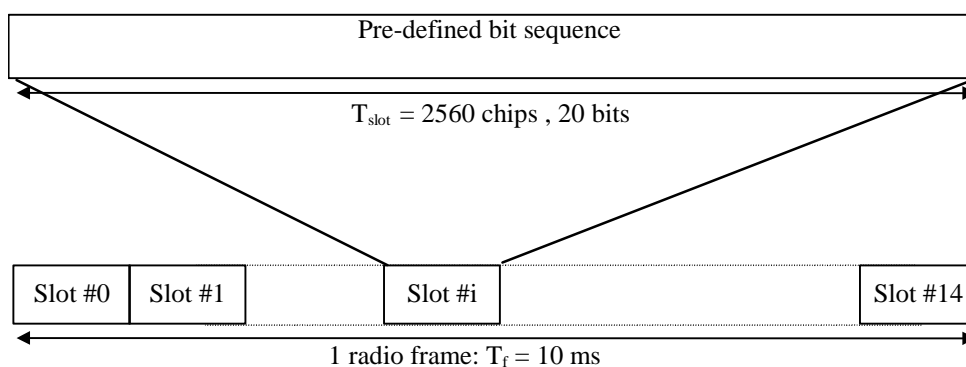 Pre-defined bit sequence
T_slot = 2560 chips , 20 bits
Slot #0 Slot #1 Slot #i Slot #14
1 radio frame: T_f = 10 ms